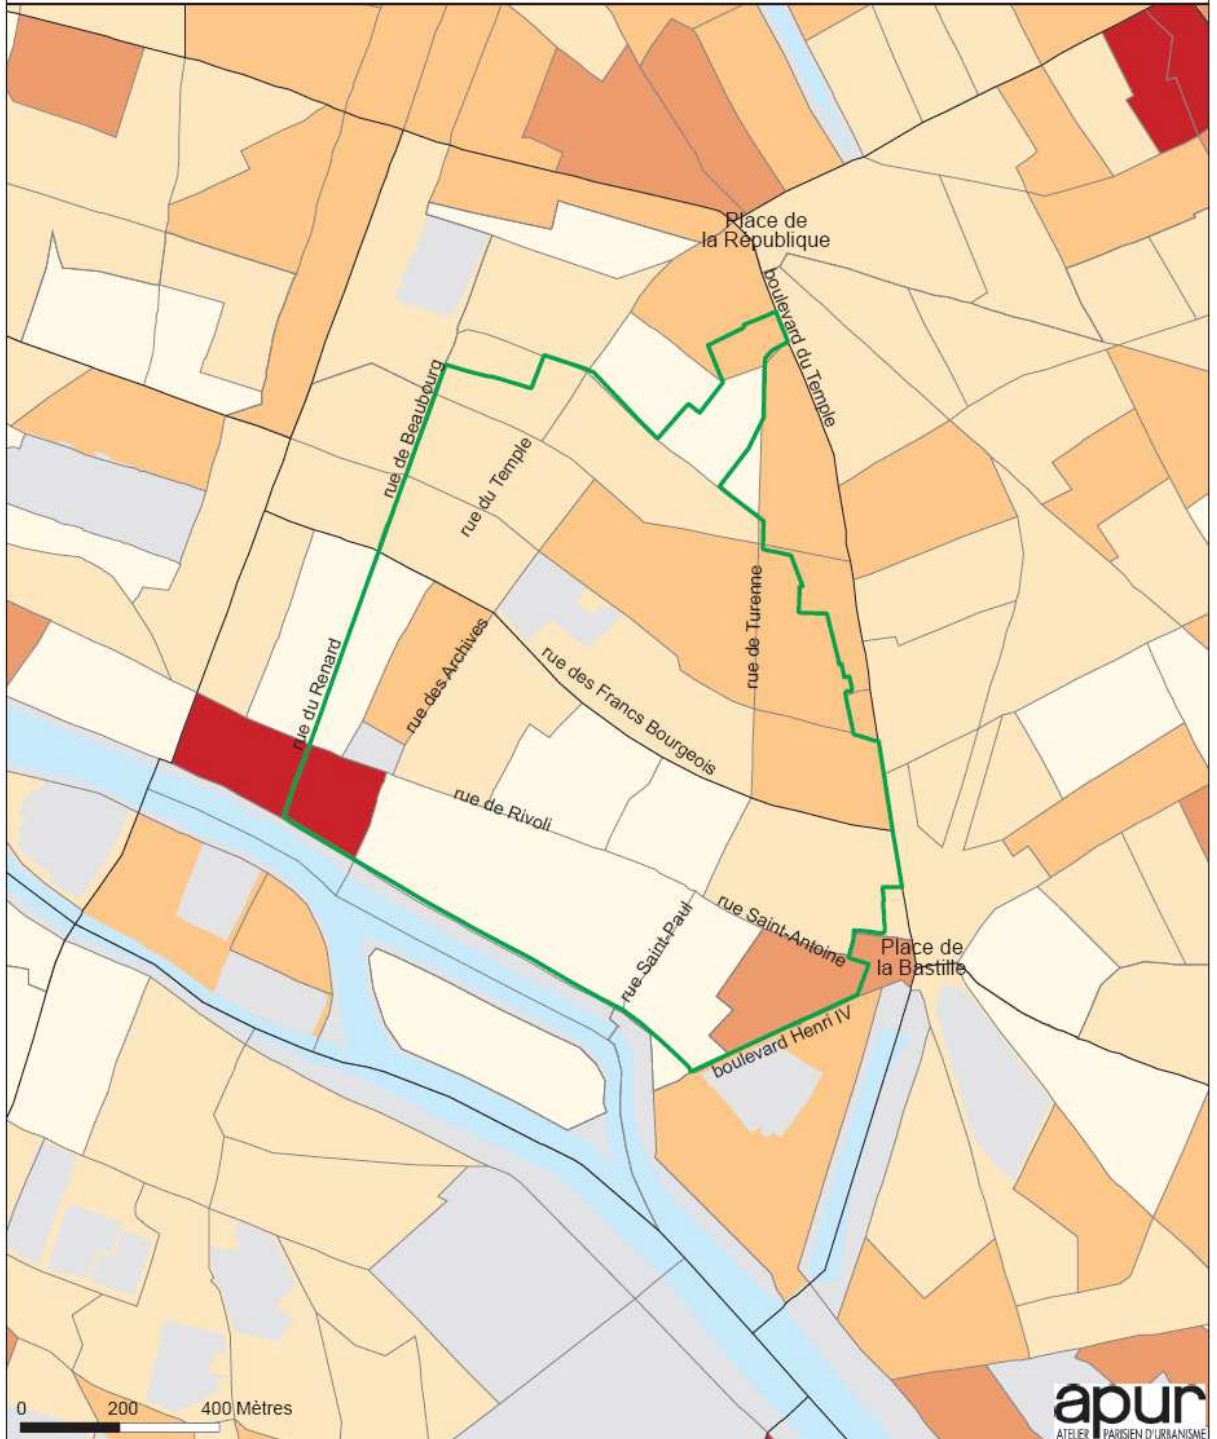 Place de
la République
boulevard du Temple
rue de Beaubourg
rue du Temple
rue de Turenne
rue des Archives
rue du Renard
rue des Francs Bourgeois
rue de Rivoli
rue Saint-Paul
rue Saint-Antoine
Place de
la Bastille
boulevard Henri IV
0 200 400 Mètres
apur
ATELIER PARISIEN D'URBANISME